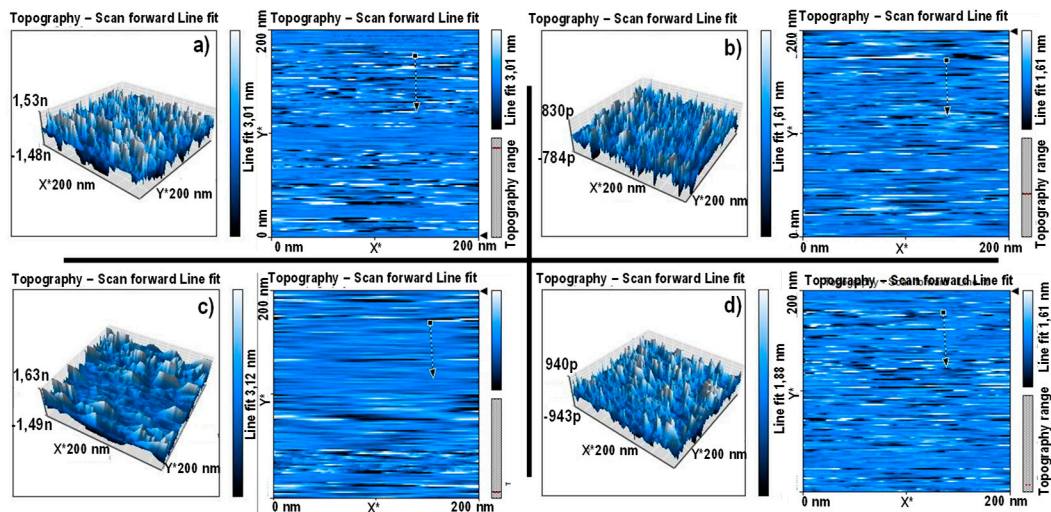 Topography – Scan forward Line fit
a)
1,53n
-1,48n
X*200 nm
Y*200 nm
Line fit 3,01 nm
Topography – Scan forward Line fit
200 nm
Y*
0 nm
0 nm
X*
200 nm
Line fit 3,01 nm
Topography range
Topography – Scan forward Line fit
b)
830p
-784p
X*200 nm
Y*200 nm
Line fit 1,61 nm
Topography – Scan forward Line fit
200 nm
Y*
0 nm
0 nm
X*
200 nm
Line fit 1,61 nm
Topography range
Topography – Scan forward Line fit
c)
1,63n
-1,49n
X*200 nm
Y*200 nm
Line fit 3,12 nm
Topography – Scan forward Line fit
200 nm
Y*
0 nm
X*
200 nm
Topography – Scan forward Line fit
d)
940p
-943p
X*200 nm
Y*200 nm
Line fit 1,88 nm
Topography – Scan forward Line fit
200 nm
Y*
0 nm
X*
200 nm
Line fit 1,61 nm
Topography range